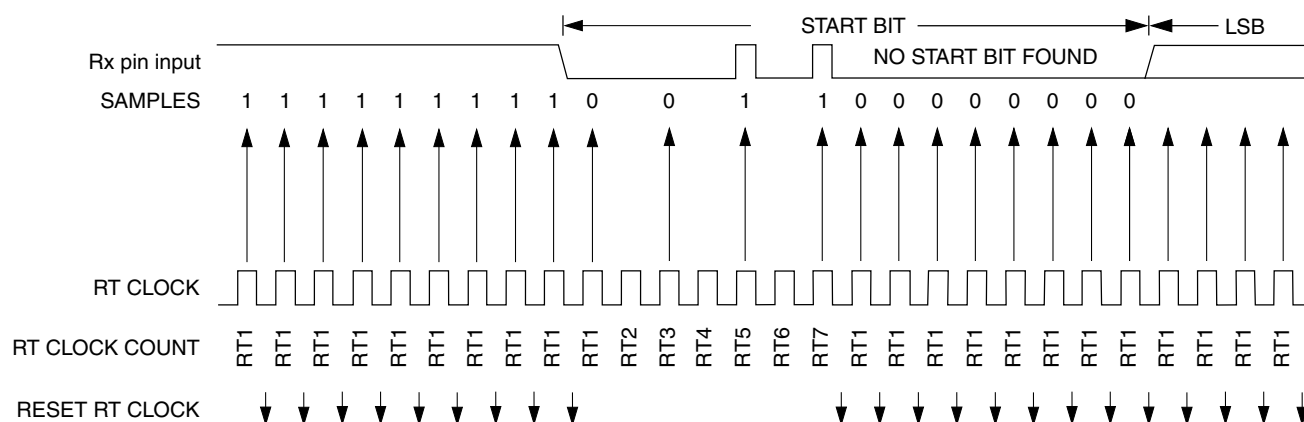 START BIT LSB
Rx pin input NO START BIT FOUND
SAMPLES 1 1 1 1 1 1 1 1 1 0 0 1 1 0 0 0 0 0 0 0 0
RT CLOCK
RT CLOCK COUNT RT1 RT1 RT1 RT1 RT1 RT1 RT1 RT1 RT1 RT1 RT2 RT3 RT4 RT5 RT6 RT7 RT1 RT1 RT1 RT1 RT1 RT1 RT1 RT1 RT1 RT1 RT1 RT1
RESET RT CLOCK